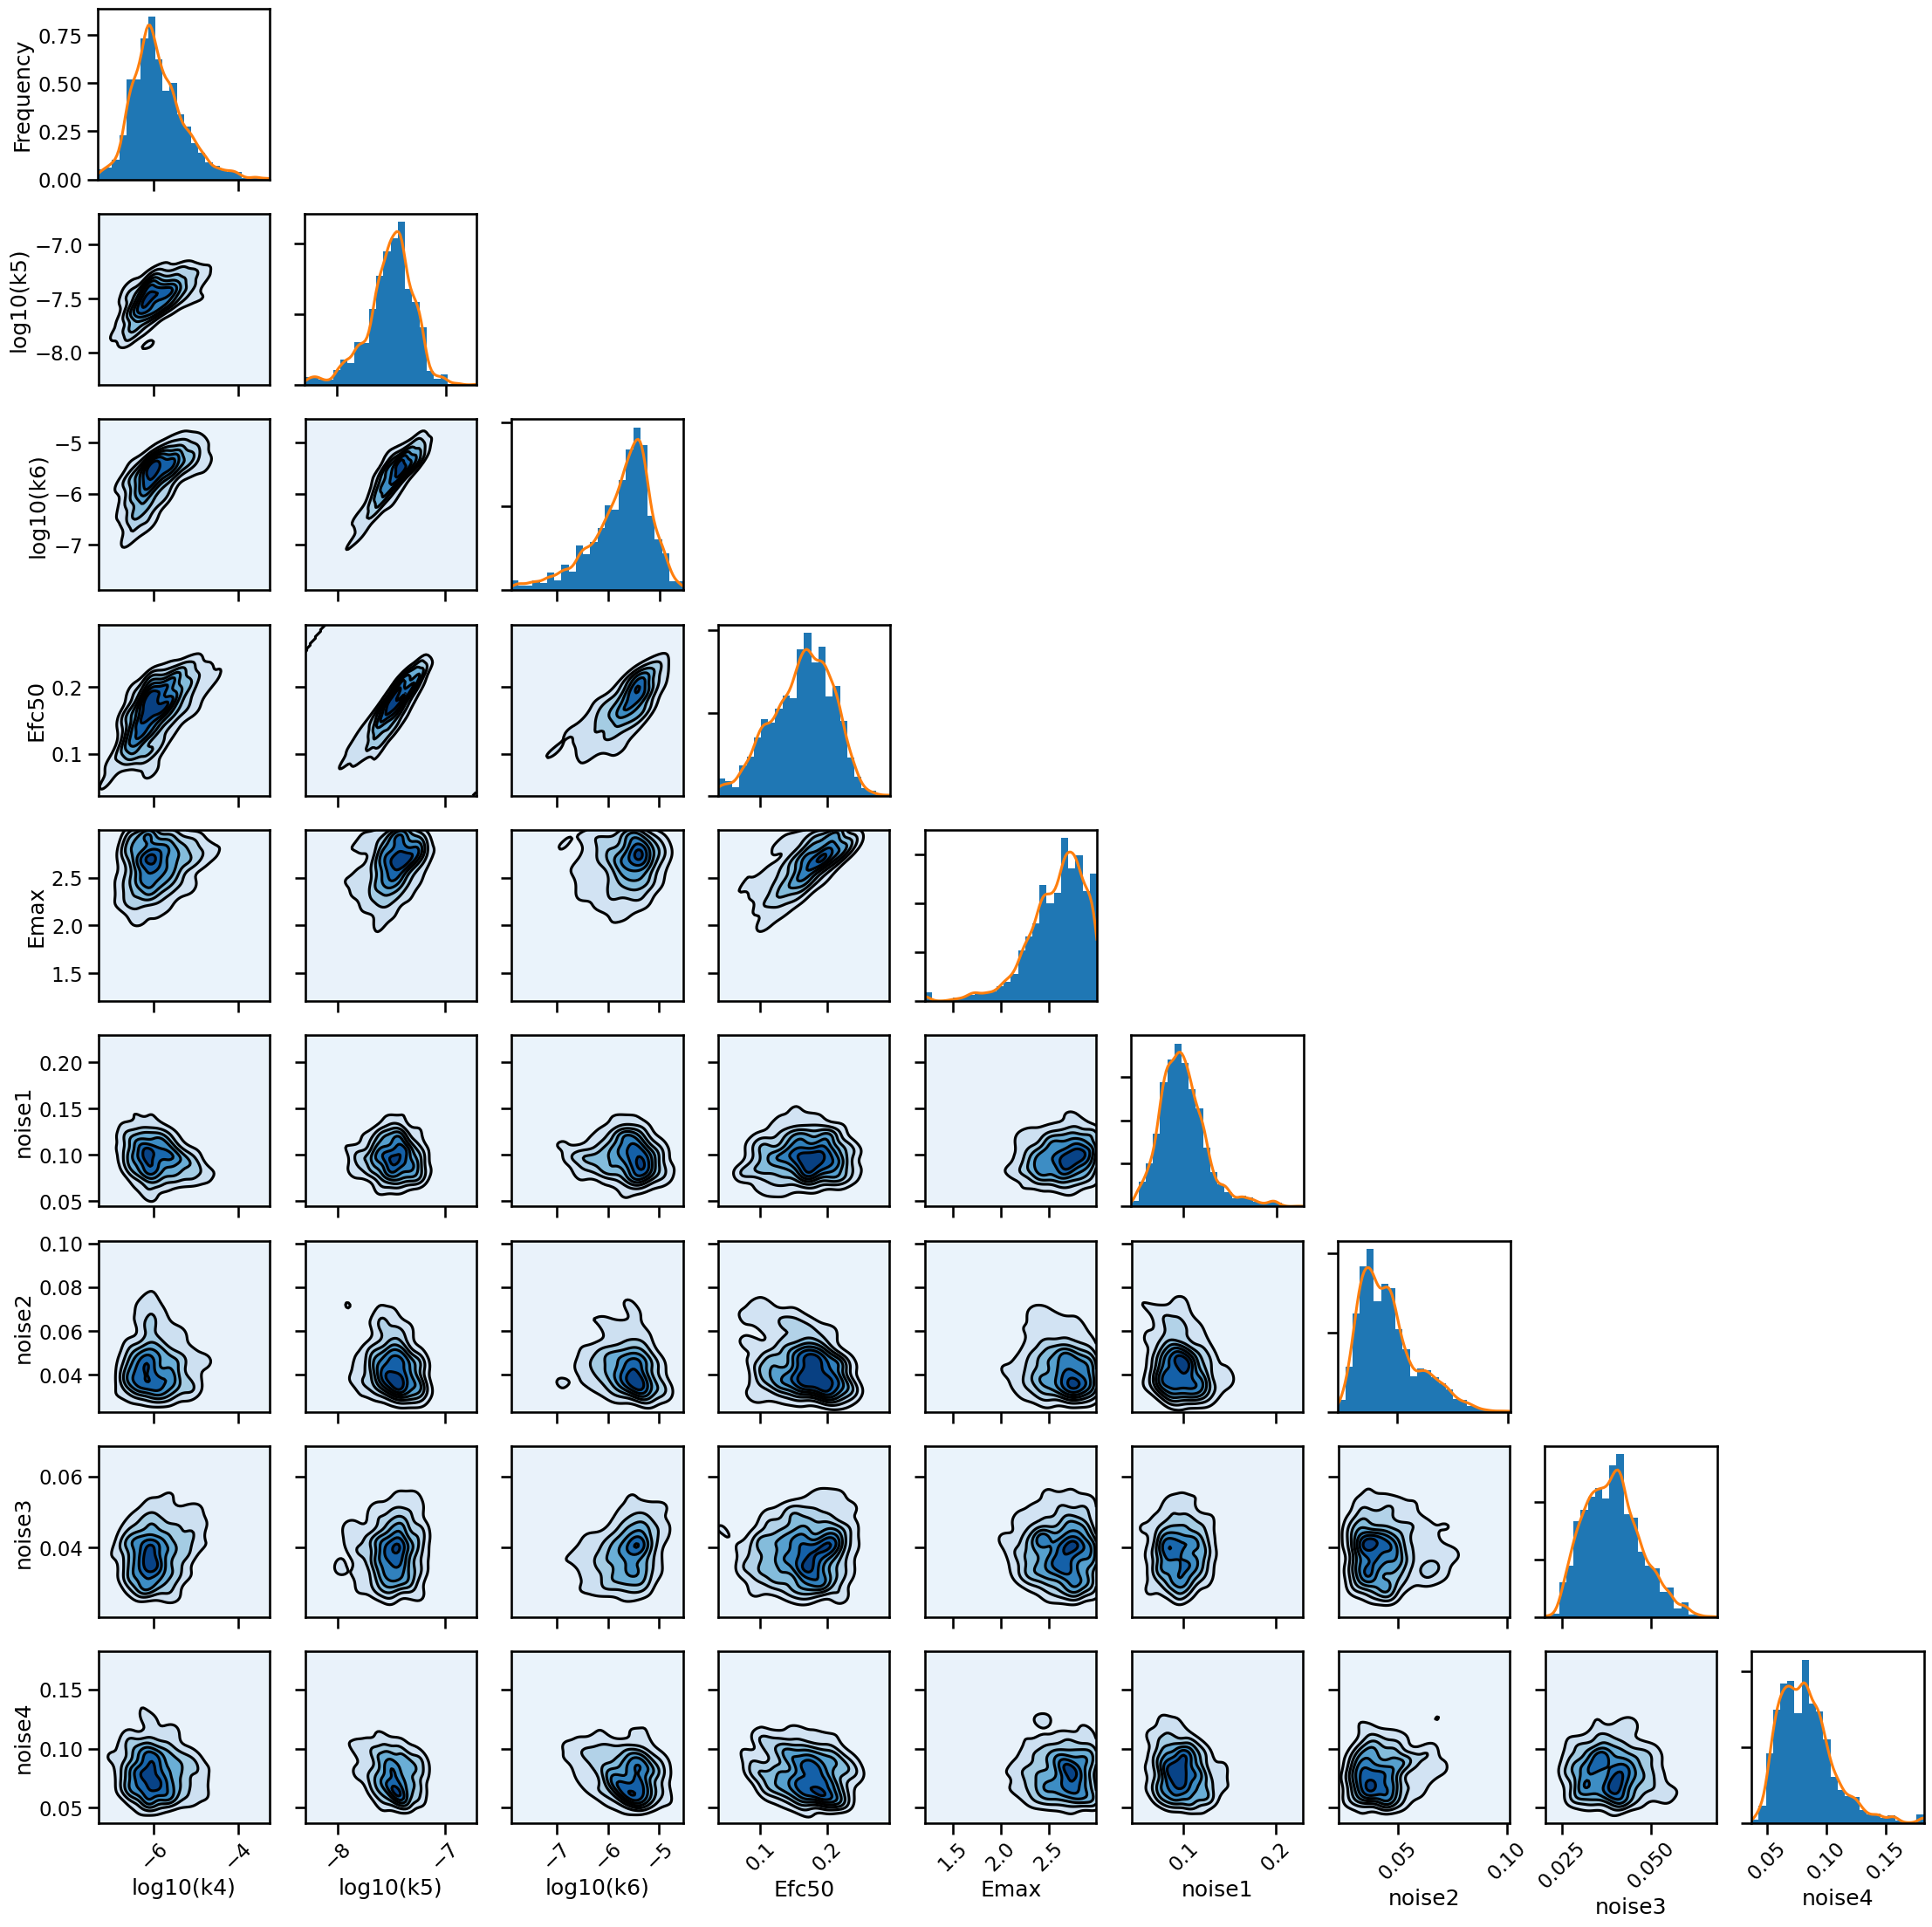 Frequency
0.75
0.50
0.25
0.00
log10(k5)
−7.0
−7.5
−8.0
log10(k6)
−5
−6
−7
Efc50
0.2
0.1
Emax
2.5
2.0
1.5
noise1
0.20
0.15
0.10
0.05
noise2
0.10
0.08
0.06
0.04
noise3
0.06
0.04
noise4
0.15
0.10
0.05
−6 −4 −8 −7 −7 −6 −5 0.1 0.2 1.5 2.0 2.5 0.1 0.2 0.05 0.10 0.025 0.050 0.05 0.10 0.15
log10(k4) log10(k5) log10(k6) Efc50 Emax noise1 noise2 noise3 noise4